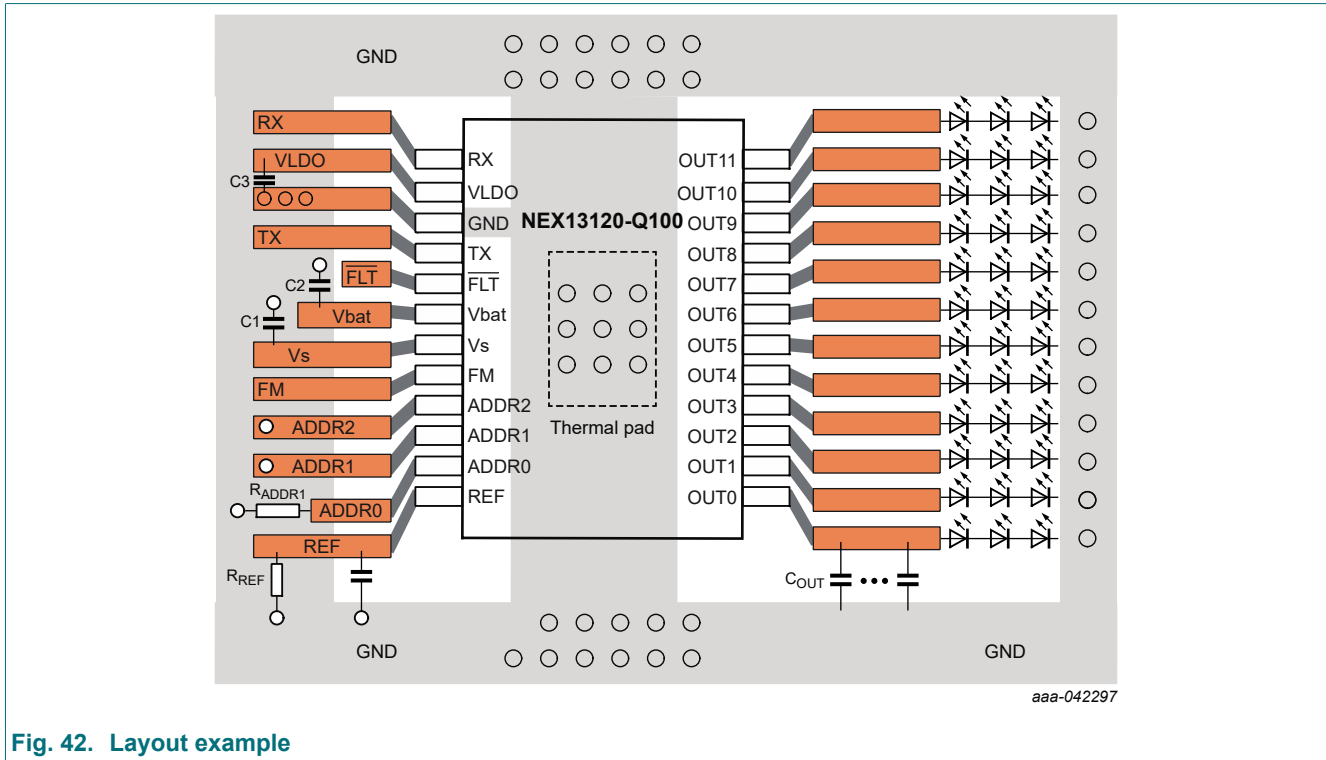 GND
RX
VLDO
C3
TX
FLT
C2
Vbat
C1
Vs
FM
ADDR2
ADDR1
RADDR1
ADDR0
REF
RREF
RX
VLDO
GND
TX
FLT
Vbat
Vs
FM
ADDR2
ADDR1
ADDR0
REF
NEX13120-Q100
Thermal pad
OUT11
OUT10
OUT9
OUT8
OUT7
OUT6
OUT5
OUT4
OUT3
OUT2
OUT1
OUT0
COUT
GND
GND
aaa-042297
Fig. 42. Layout example